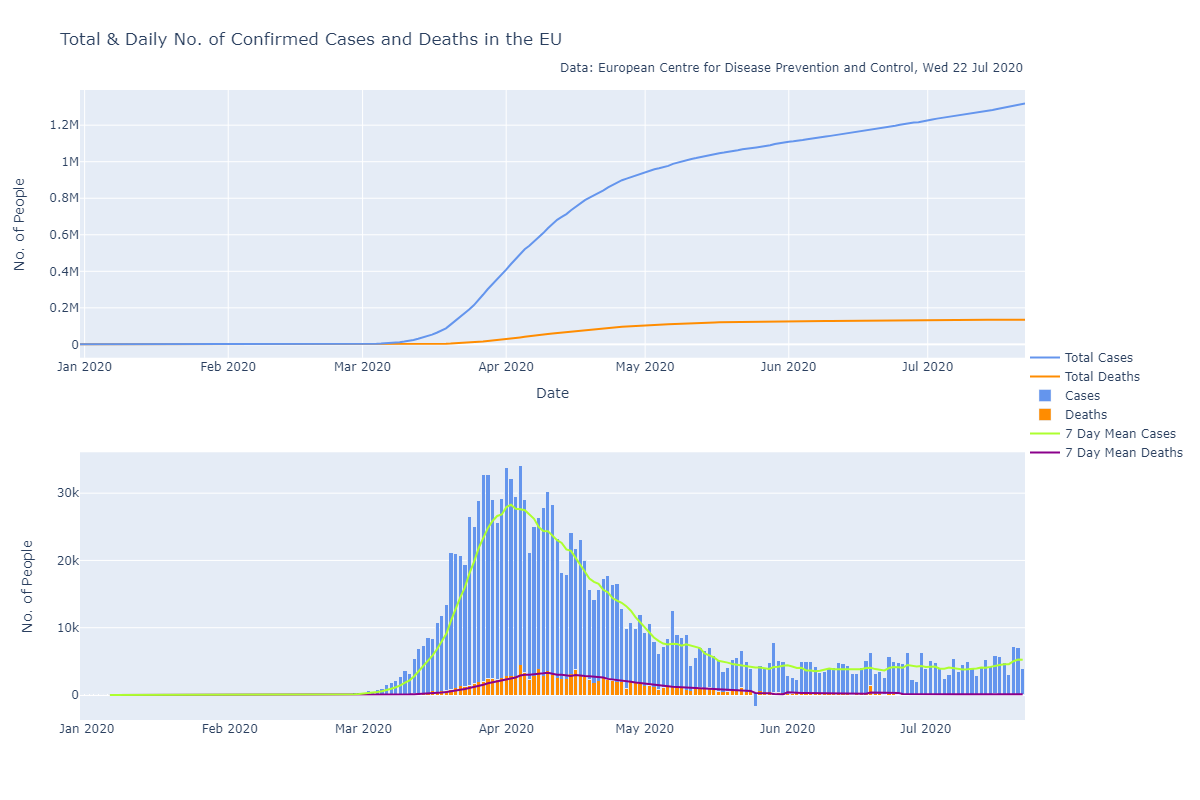 Total & Daily No. of Confirmed Cases and Deaths in the EU
Data: European Centre for Disease Prevention and Control, Wed 22 Jul 2020
No. of People
1.2M
1M
0.8M
0.6M
0.4M
0.2M
0
Jan 2020 Feb 2020 Mar 2020 Apr 2020 May 2020 Jun 2020 Jul 2020
Date
Total Cases
Total Deaths
Cases
Deaths
7 Day Mean Cases
7 Day Mean Deaths
No. of People
30k
20k
10k
0
Jan 2020 Feb 2020 Mar 2020 Apr 2020 May 2020 Jun 2020 Jul 2020